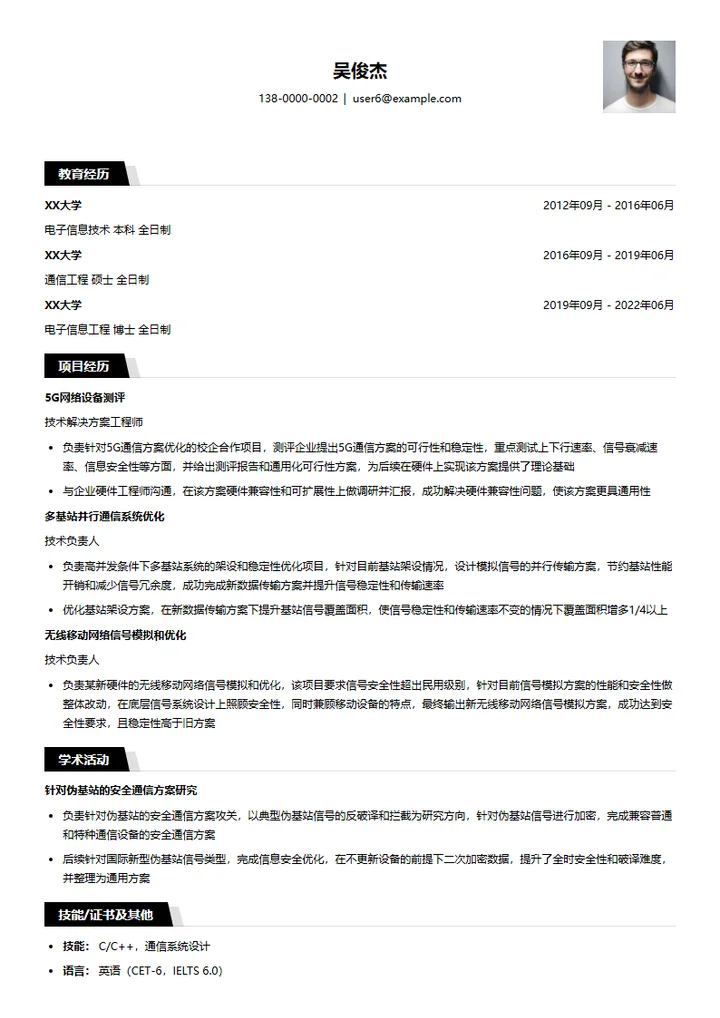 吴俊杰
138-0000-0002 | user6@example.com
教育经历
XX大学 2012年09月 - 2016年06月
电子信息技术 本科 全日制
XX大学 2016年09月 - 2019年06月
通信工程 硕士 全日制
XX大学 2019年09月 - 2022年06月
电子信息工程 博士 全日制
项目经历
5G网络设备测评
技术解决方案工程师
• 负责针对5G通信方案优化的校企合作项目，测评企业提出5G通信方案的可行性和稳定性，重点测试上下行速率、信号衰减速
率、信息安全性等方面，并给出测评报告和通用化可行性方案，为后续在硬件上实现该方案提供了理论基础
• 与企业硬件工程师沟通，在该方案硬件兼容性和可扩展性上做调研并汇报，成功解决硬件兼容性问题，使该方案更具通用性
多基站并行通信系统优化
技术负责人
• 负责高并发条件下多基站系统的架设和稳定性优化项目，针对目前基站架设情况，设计模拟信号的并行传输方案，节约基站性能
开销和减少信号冗余度，成功完成新数据传输方案并提升信号稳定性和传输速率
• 优化基站架设方案，在新数据传输方案下提升基站信号覆盖面积，使信号稳定性和传输速率不变的情况下覆盖面积增多1/4以上
无线移动网络信号模拟和优化
技术负责人
• 负责某新硬件的无线移动网络信号模拟和优化，该项目要求信号安全性超出民用级别，针对目前信号模拟方案的性能和安全性做
整体改动，在底层信号系统设计上照顾安全性，同时兼顾移动设备的特点，最终输出新无线移动网络信号模拟方案，成功达到安
全性要求，且稳定性高于旧方案
学术活动
针对伪基站的安全通信方案研究
• 负责针对伪基站的安全通信方案攻关，以典型伪基站信号的反破译和拦截为研究方向，针对伪基站信号进行加密，完成兼容普通
和特种通信设备的安全通信方案
• 后续针对国际新型伪基站信号类型，完成信息安全优化，在不更新设备的前提下二次加密数据，提升了全时安全性和破译难度，
并整理为通用方案
技能/证书及其他
• 技能： C/C++，通信系统设计
• 语言： 英语（CET-6，IELTS 6.0）